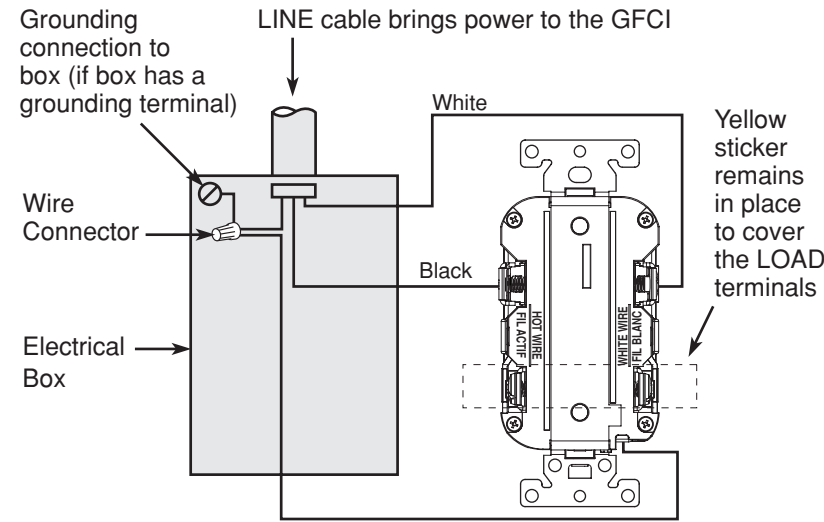 Grounding
connection to
box (if box has a
grounding terminal)
LINE cable brings power to the GFCI
White
Yellow
sticker
remains
in place
to cover
the LOAD
terminals
Wire
Connector
Black
HOT WIRE
FIL ACTIF
WHITE WIRE
FIL BLANC
Electrical
Box